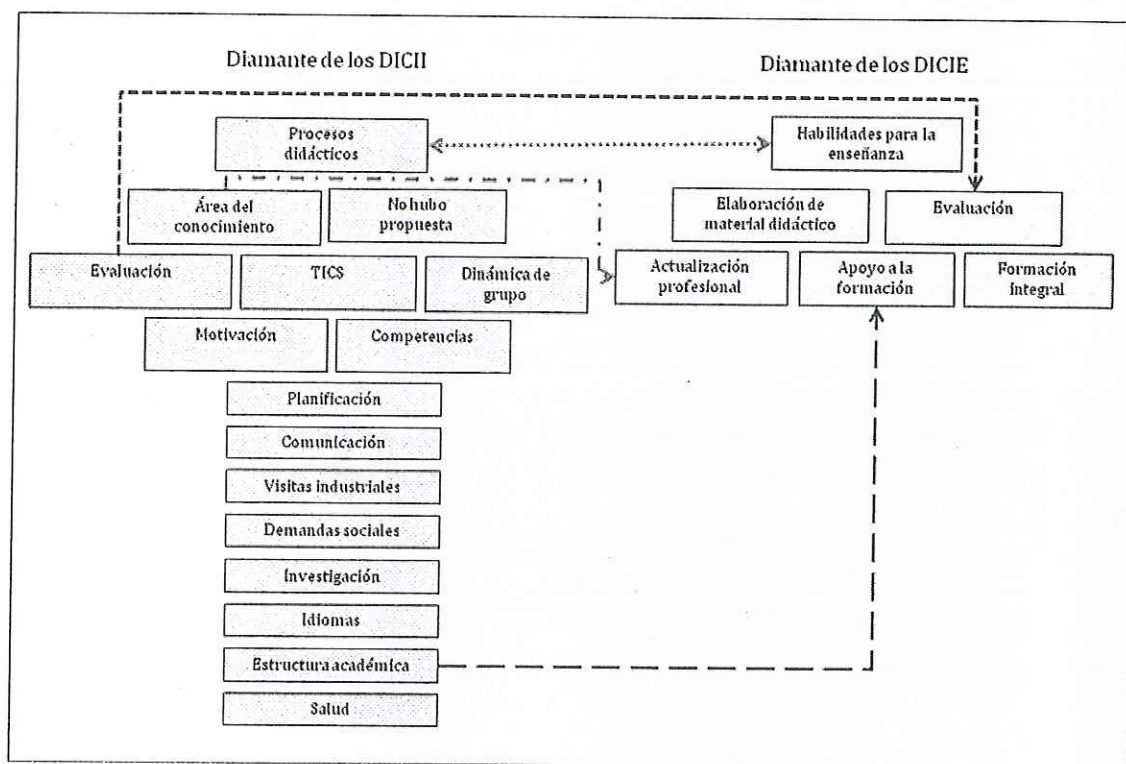 Diamante de los DICII
Diamante de los DICIE
Procesos
didácticos
Habilidades para la
enseñanza
Área del
conocimiento
No hubo
propuesta
Elaboración de
material didáctico
Evaluación
Evaluación
TICS
Dinámica de
grupo
Actualización
profesional
Apoyo a la
formación
Formación
integral
Motivación
Competencias
Planificación
Comunicación
Visitas industriales
Demandas sociales
Investigación
Idiomas
Estructura académica
Salud